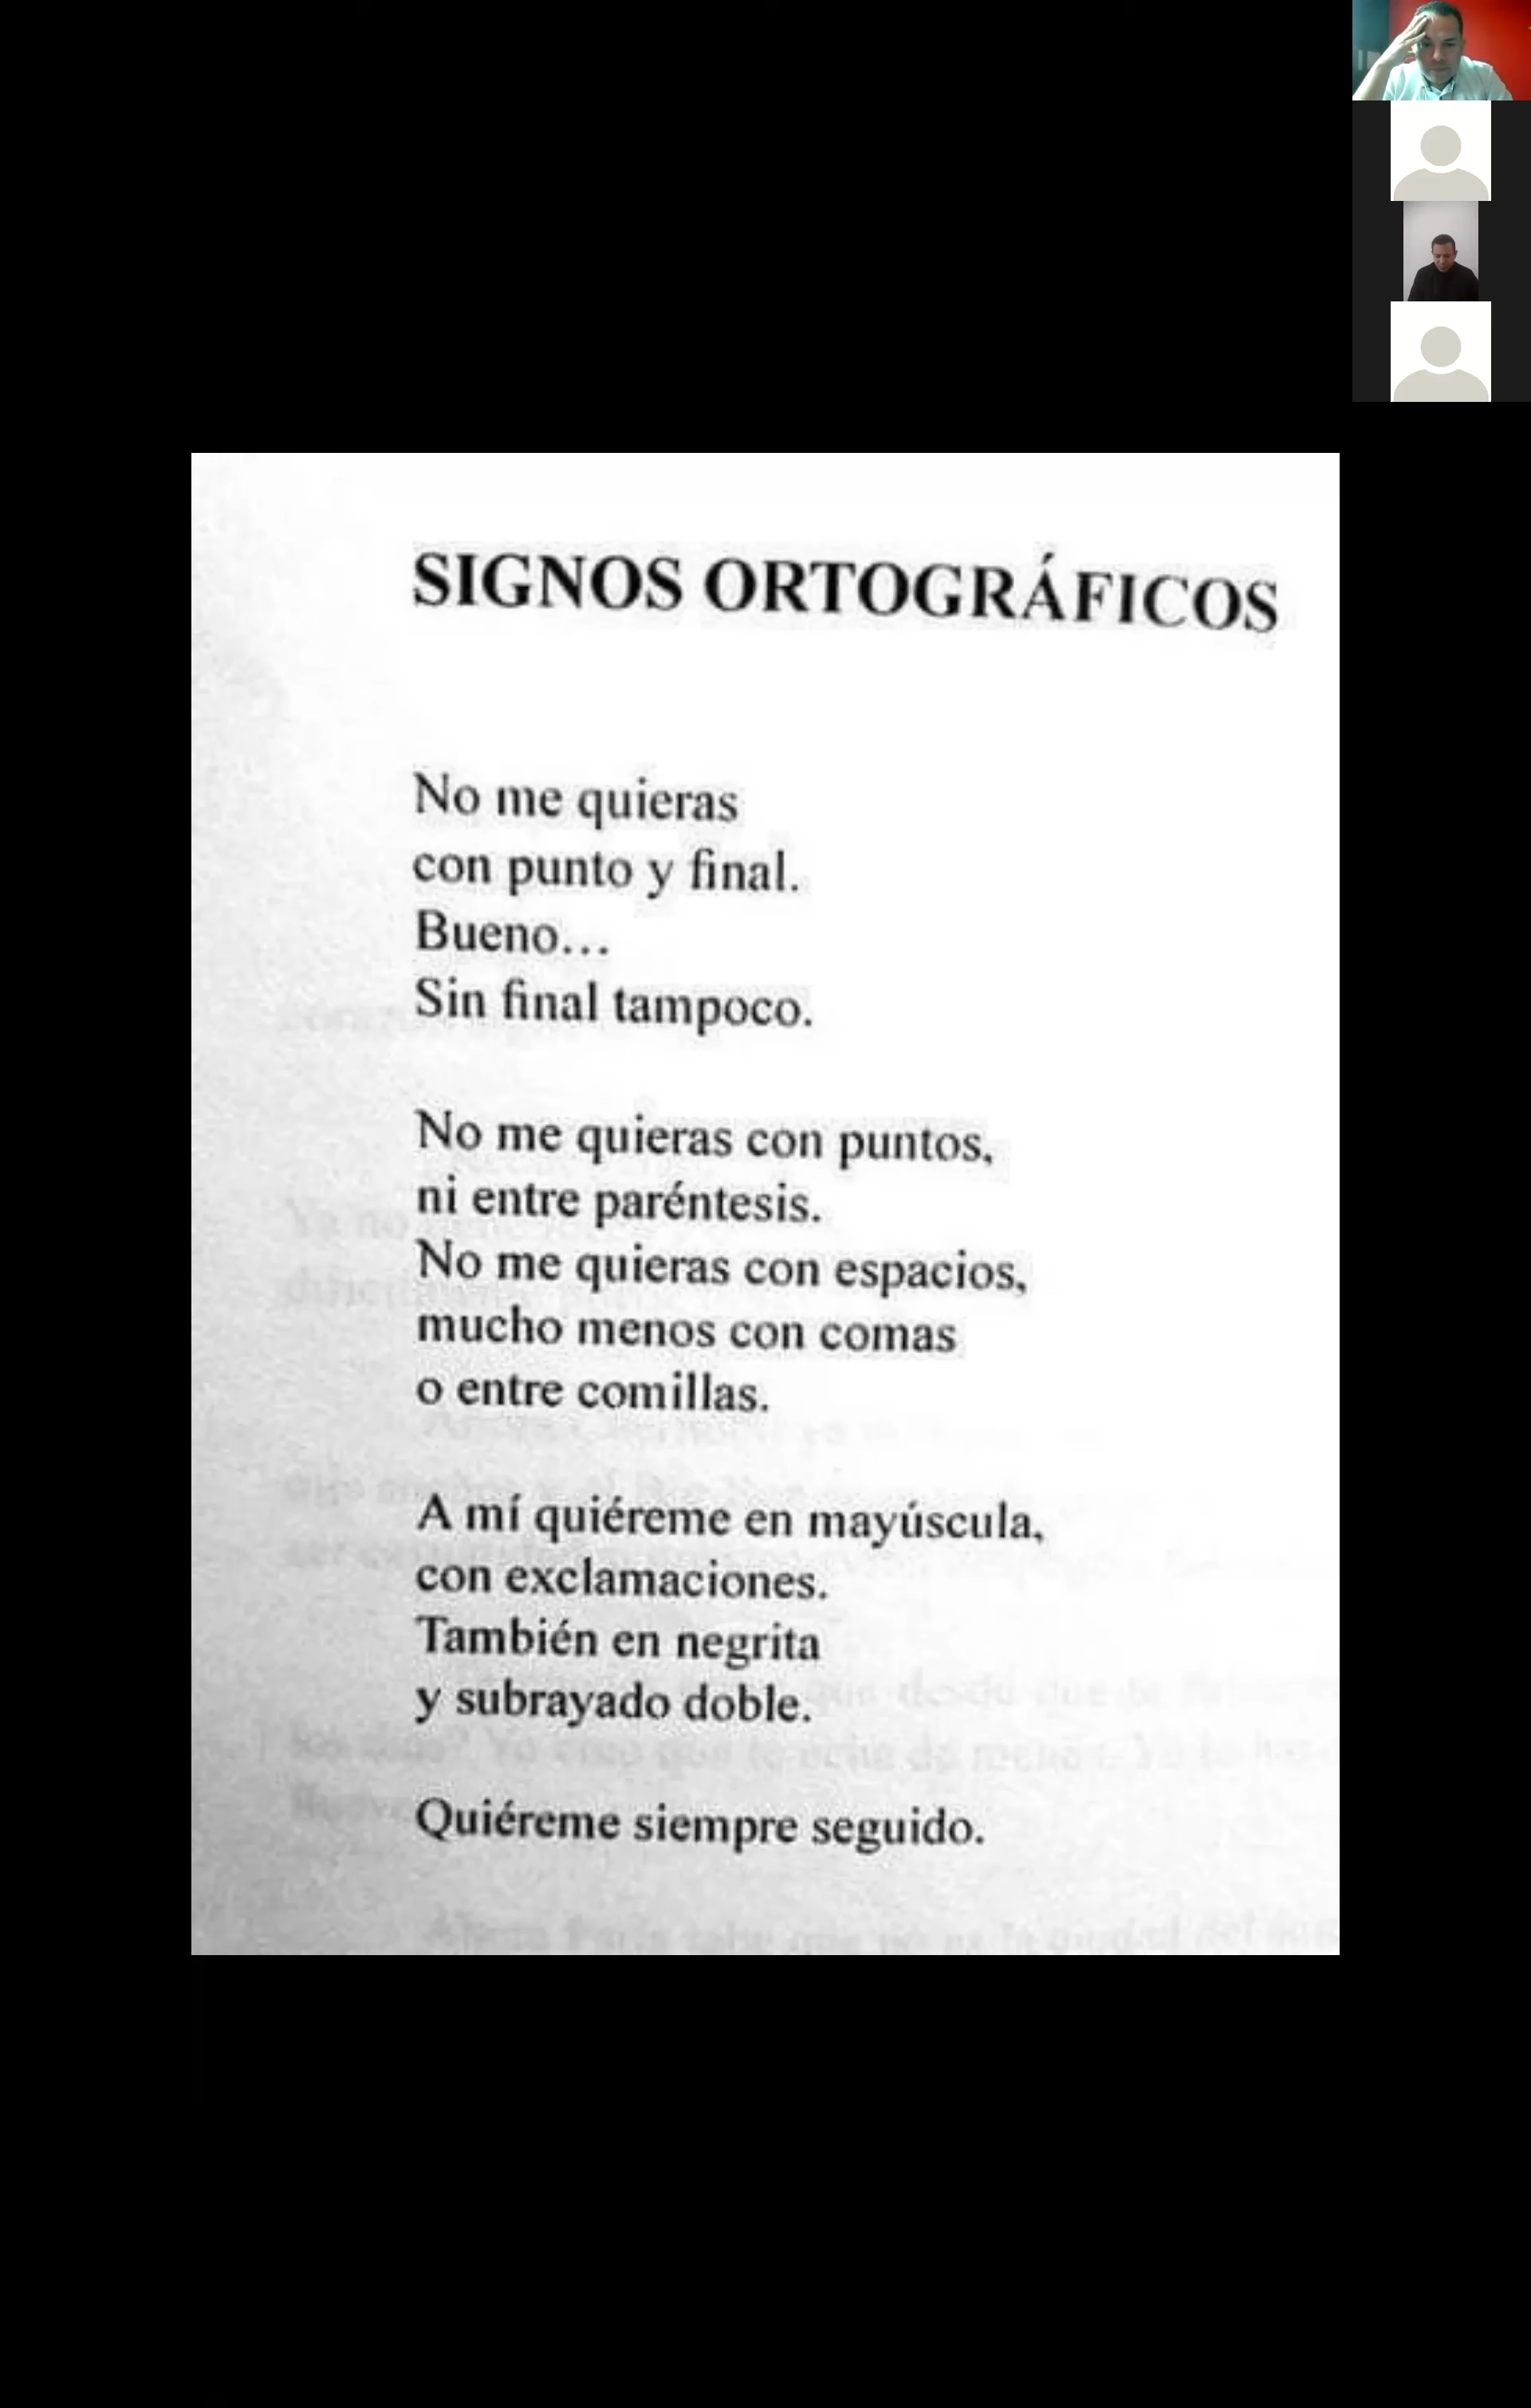 SIGNOS ORTOGRÁFICOS
No me quieras
con punto y final.
Bueno...
Sin final tampoco.
No me quieras con puntos,
ni entre paréntesis.
No me quieras con espacios,
mucho menos con comas
o entre comillas.
A mí quiéreme en mayúscula,
con exclamaciones.
También en negrita
y subrayado doble.
Quiéreme siempre seguido.